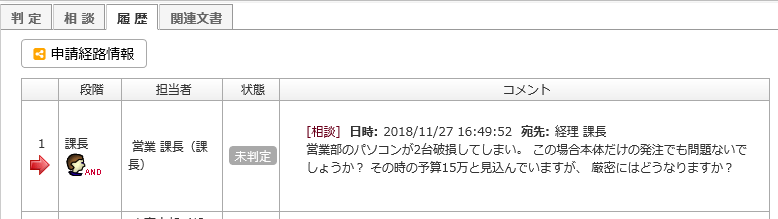 判 定 相 談 履 歴 関連文書
申請経路情報
段階 担当者 状態 コメント
1 課長 AND 営業 課長（課長） 未判定
[相談] 日時: 2018/11/27 16:49:52 宛先: 経理 課長
営業部のパソコンが2台破損してしまい。 この場合本体だけの発注でも問題ないで
しょうか？ その時の予算15万と見込んでいますが、 厳密にはどうなりますか？